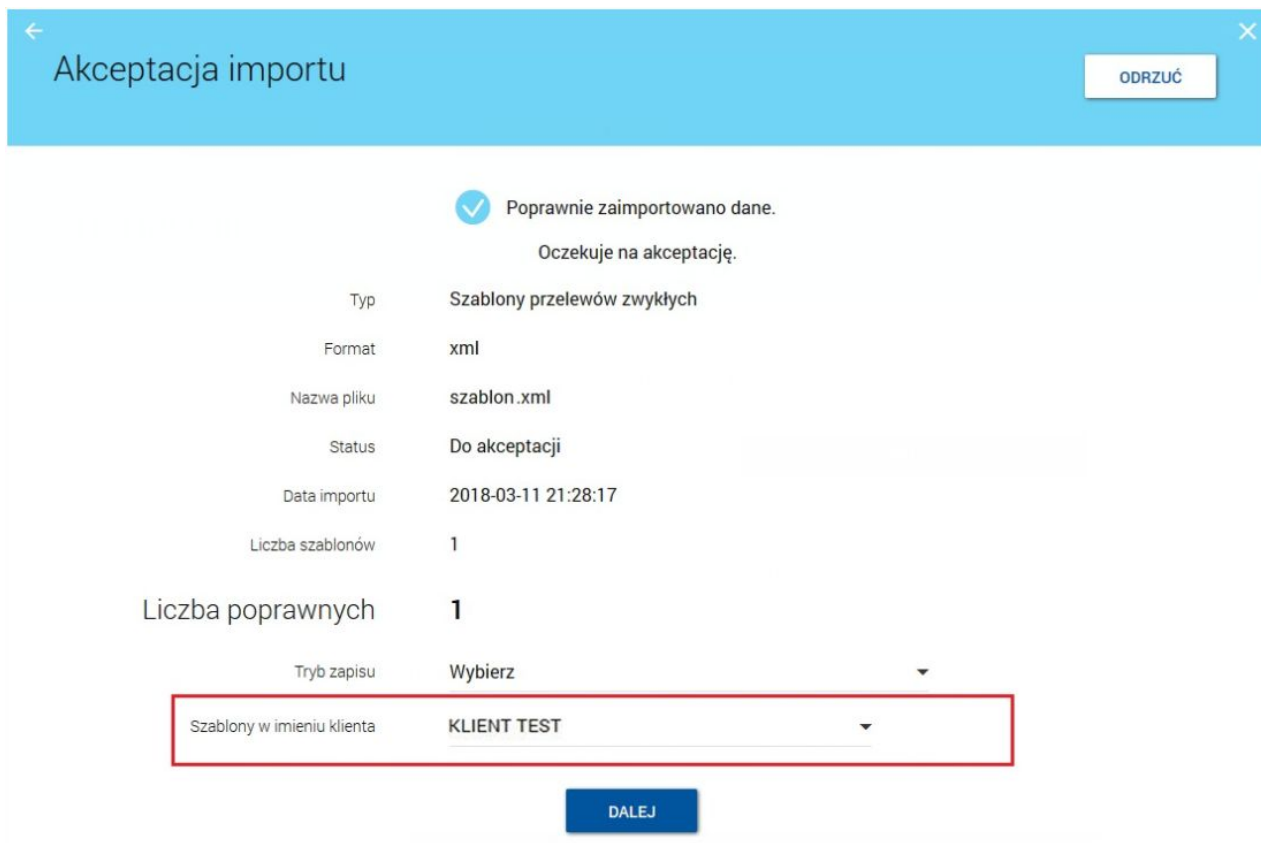 Akceptacja importu
ODRZUĆ
Poprawnie zaimportowano dane.
Oczekuje na akceptację.
Typ Szablony przelewów zwykłych
Format xml
Nazwa pliku szablon.xml
Status Do akceptacji
Data importu 2018-03-11 21:28:17
Liczba szablonów 1
Liczba poprawnych 1
Tryb zapisu Wybierz
Szablony w imieniu klienta KLIENT TEST
DALEJ